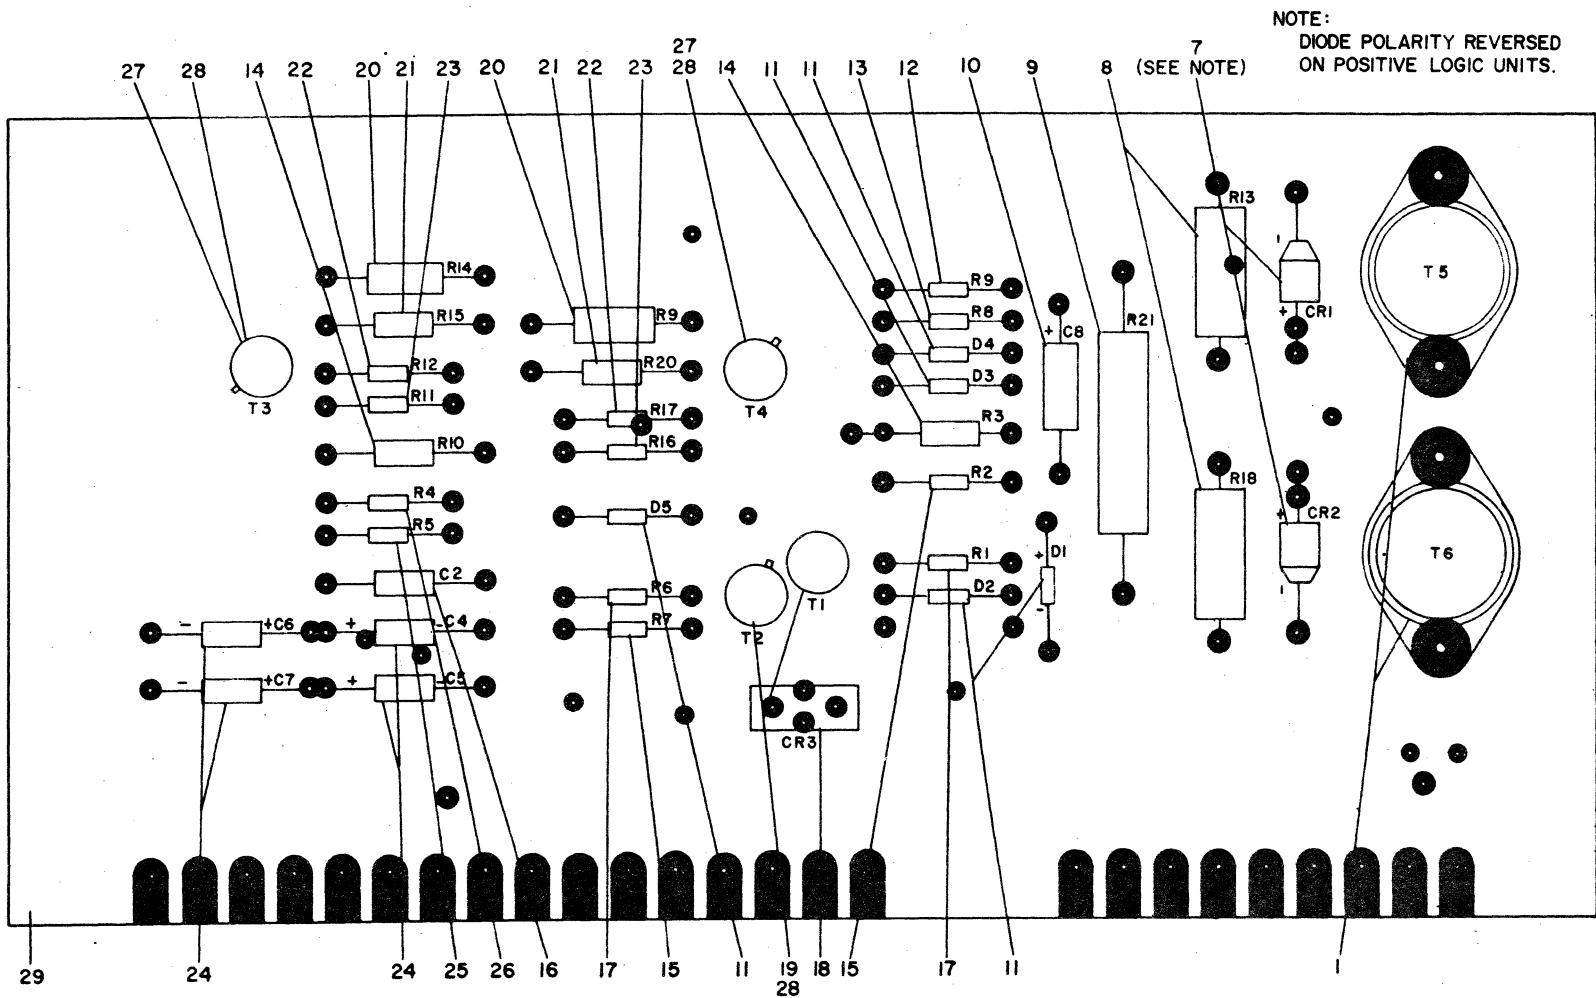 NOTE:
DIODE POLARITY REVERSED
ON POSITIVE LOGIC UNITS.
27 28 14 22 20 21 23 20 21 22 23 27 28 14 11 11 13 12 10 9 8 7 (SEE NOTE)
R13
R14
T5
R9
R15
R9
R8
+ C8
R21
- + CR1
D4
R12
R20
D3
T3
R11
T4
R17
R3
R10
R16
R2
R18
R4
D5
+ CR2
R5
T6
R1
+ D1
C2
D2
R6
T1
- -
- +C6 + -C4
R7
T2
- +C7 + -C5
CR3
29 24 24 25 26 16 17 15 11 19 28 18 15 17 11 1